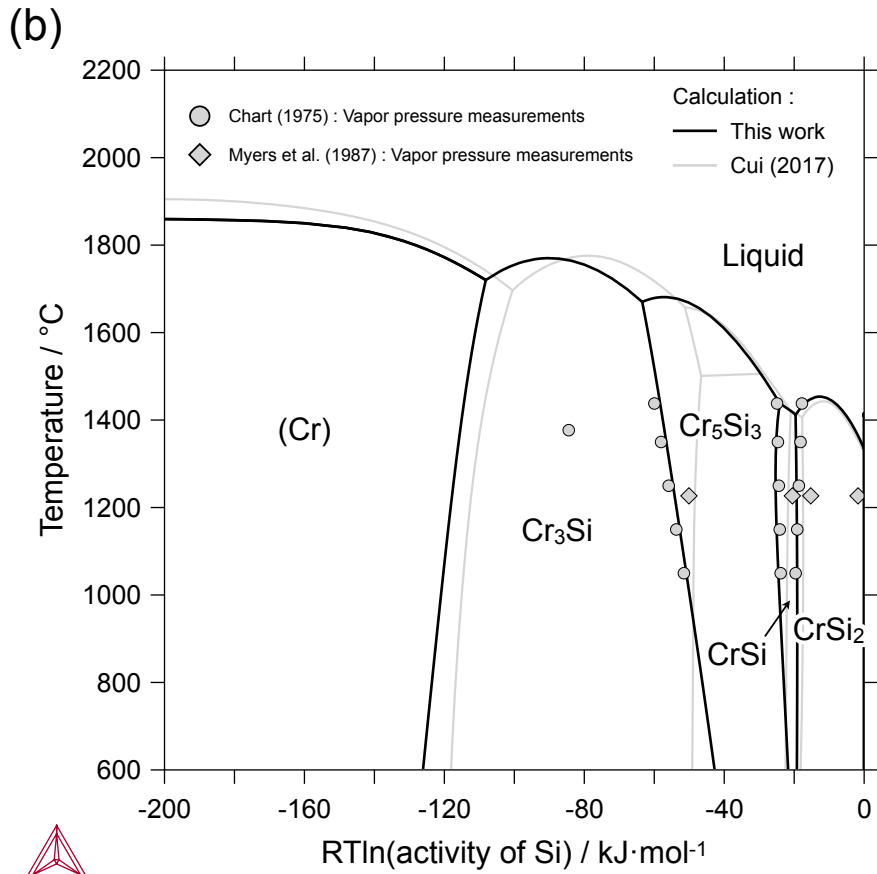 (b)
2200
2000
1800
1600
1400
1200
1000
800
600
Temperature / °C
Chart (1975) : Vapor pressure measurements
Myers et al. (1987) : Vapor pressure measurements
Calculation :
This work
Cui (2017)
Liquid
(Cr)
Cr₃Si
Cr₅Si₃
CrSi
CrSi₂
-200 -160 -120 -80 -40 0
RTln(activity of Si) / kJ·mol⁻¹